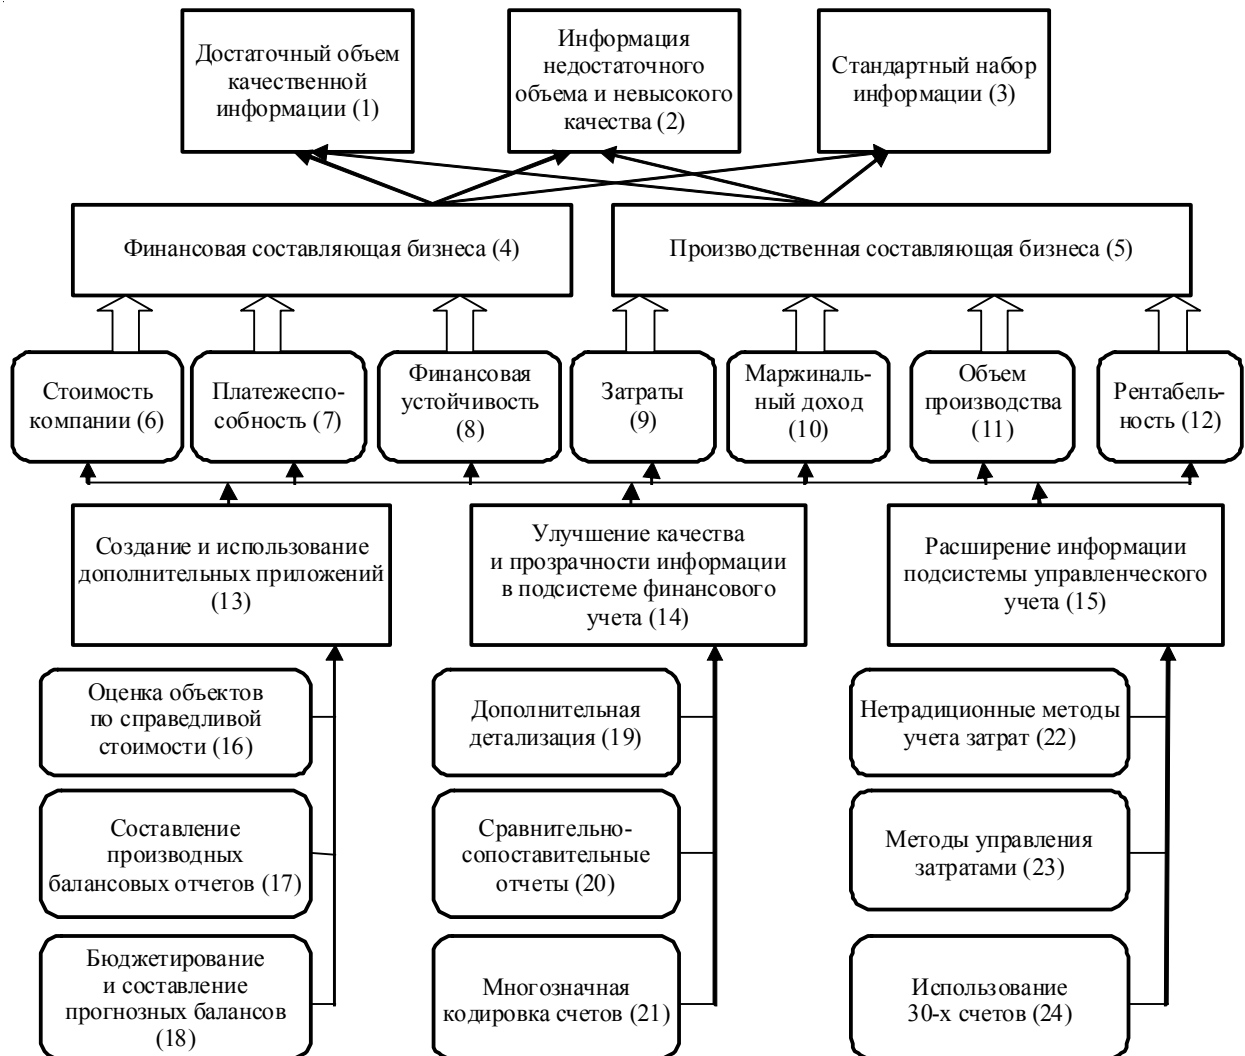 Достаточный объем
качественной
информации (1)
Информация
недостаточного
объема и невысокого
качества (2)
Стандартный набор
информации (3)
Финансовая составляющая бизнеса (4)
Производственная составляющая бизнеса (5)
Стоимость
компании (6)
Платежеспо-
собность (7)
Финансовая
устойчивость
(8)
Затраты
(9)
Маржиналь-
ный доход
(10)
Объем
производства
(11)
Рентабель-
ность (12)
Создание и использование
дополнительных приложений
(13)
Улучшение качества
и прозрачности информации
в подсистеме финансового
учета (14)
Расширение информации
подсистемы управленческого
учета (15)
Оценка объектов
по справедливой
стоимости (16)
Составление
производных
балансовых отчетов (17)
Бюджетирование
и составление
прогнозных балансов
(18)
Дополнительная
детализация (19)
Сравнительно-
сопоставительные
отчеты (20)
Многозначная
кодировка счетов (21)
Нетрадиционные методы
учета затрат (22)
Методы управления
затратами (23)
Использование
30-х счетов (24)